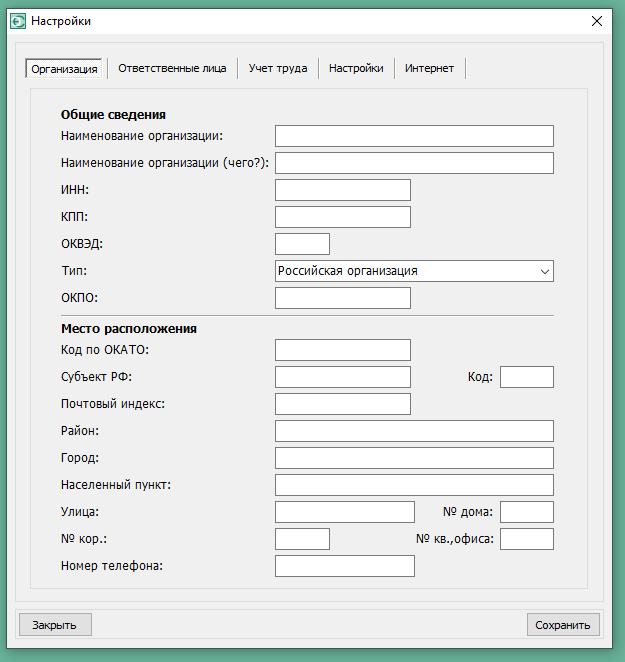 Настройки
Организация Ответственные лица Учет труда Настройки Интернет
Общие сведения
Наименование организации:
Наименование организации (чего?):
ИНН:
КПП:
ОКВЭД:
Тип: Российская организация
ОКПО:
Место расположения
Код по ОКАТО:
Субъект РФ: Код:
Почтовый индекс:
Район:
Город:
Населенный пункт:
Улица: № дома:
№ кор.: № кв.,офиса:
Номер телефона:
Закрыть Сохранить